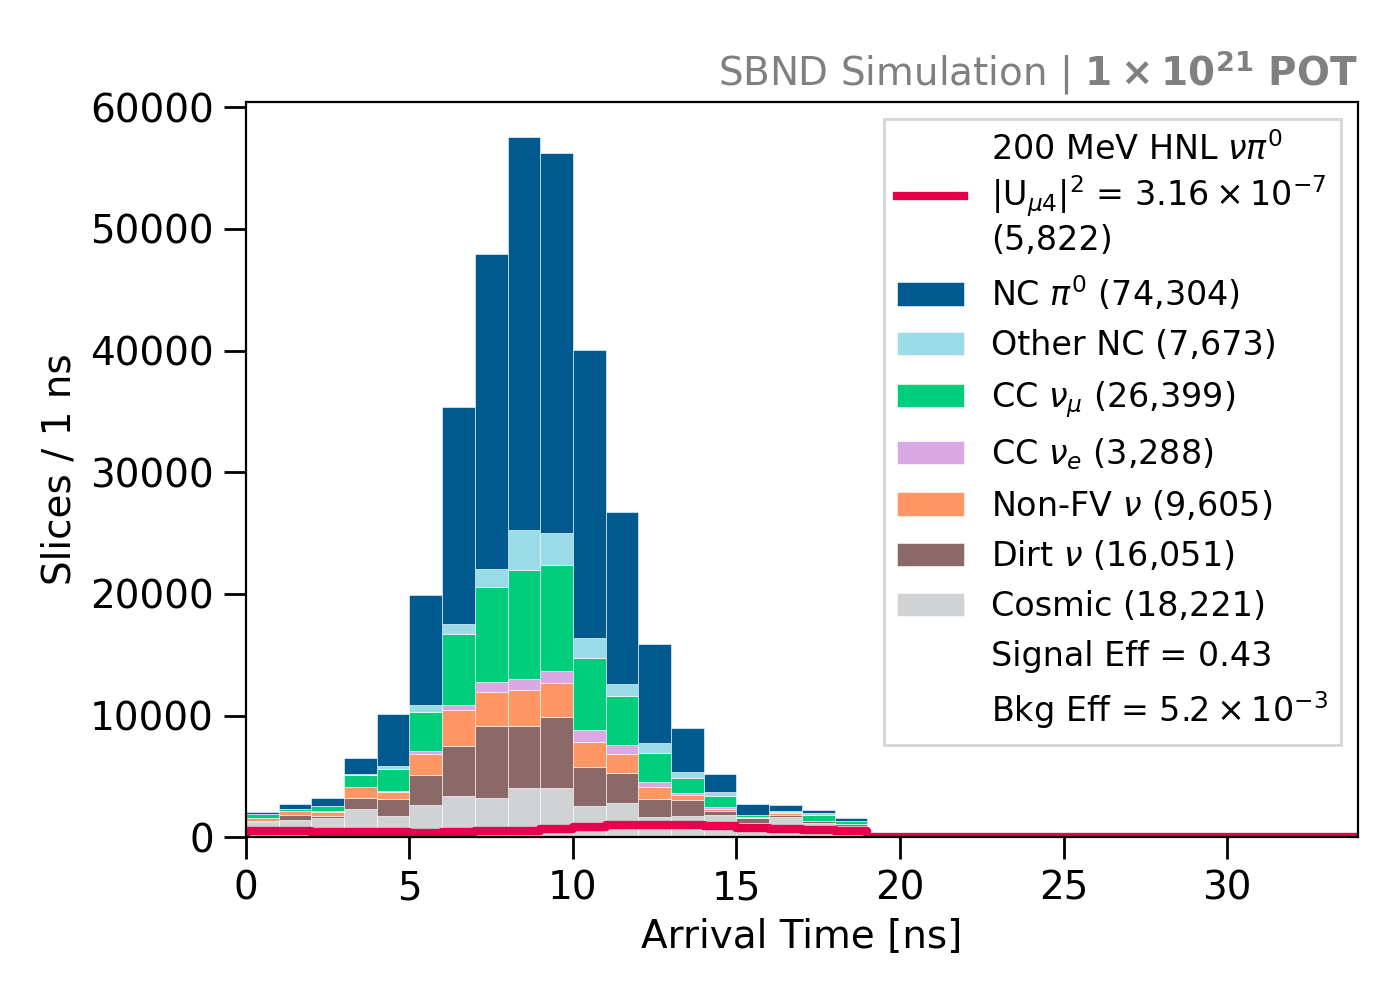 SBND Simulation | 1 × 10²¹ POT
60000
50000
40000
30000
20000
10000
0
Slices / 1 ns
0 5 10 15 20 25 30
Arrival Time [ns]
200 MeV HNL νπ⁰
|U_μ4|² = 3.16 × 10⁻⁷
(5,822)
NC π⁰ (74,304)
Other NC (7,673)
CC ν_μ (26,399)
CC ν_e (3,288)
Non-FV ν (9,605)
Dirt ν (16,051)
Cosmic (18,221)
Signal Eff = 0.43
Bkg Eff = 5.2 × 10⁻³